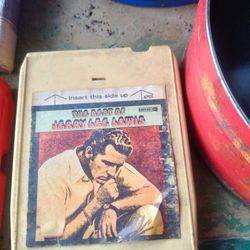 insert this side up
THE BEST OF
JERRY LEE LEWIS